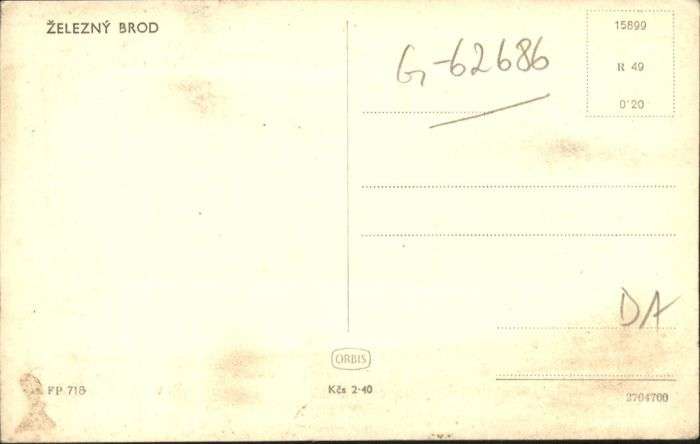 ŽELEZNÝ BROD
15899
R 49
0'20
G-62686
DA
ORBIS
FP 718
Kčs 2·40
2704700